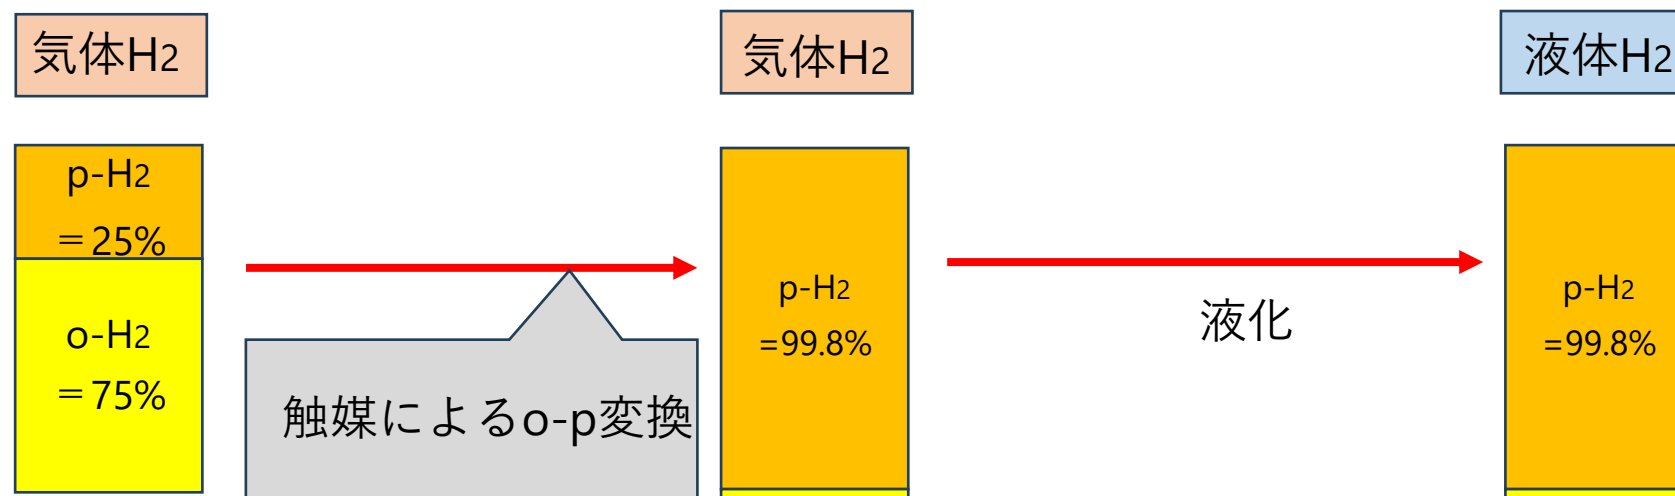 気体H2
気体H2
液体H2
p-H2
＝25%
o-H2
＝75%
触媒によるo-p変換
p-H2
=99.8%
液化
p-H2
=99.8%